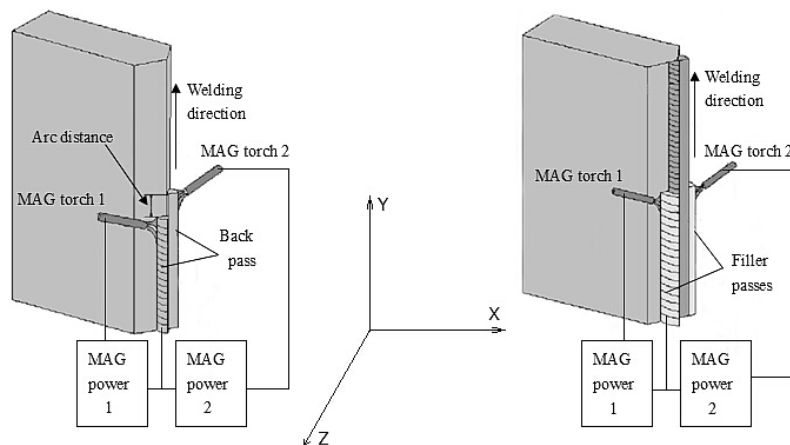 Welding
direction
Arc distance
MAG torch 2
MAG torch 1
Back
pass
MAG
power
1
MAG
power
2
Y
X
Z
Welding
direction
MAG torch 2
MAG torch 1
Filler
passes
MAG
power
1
MAG
power
2